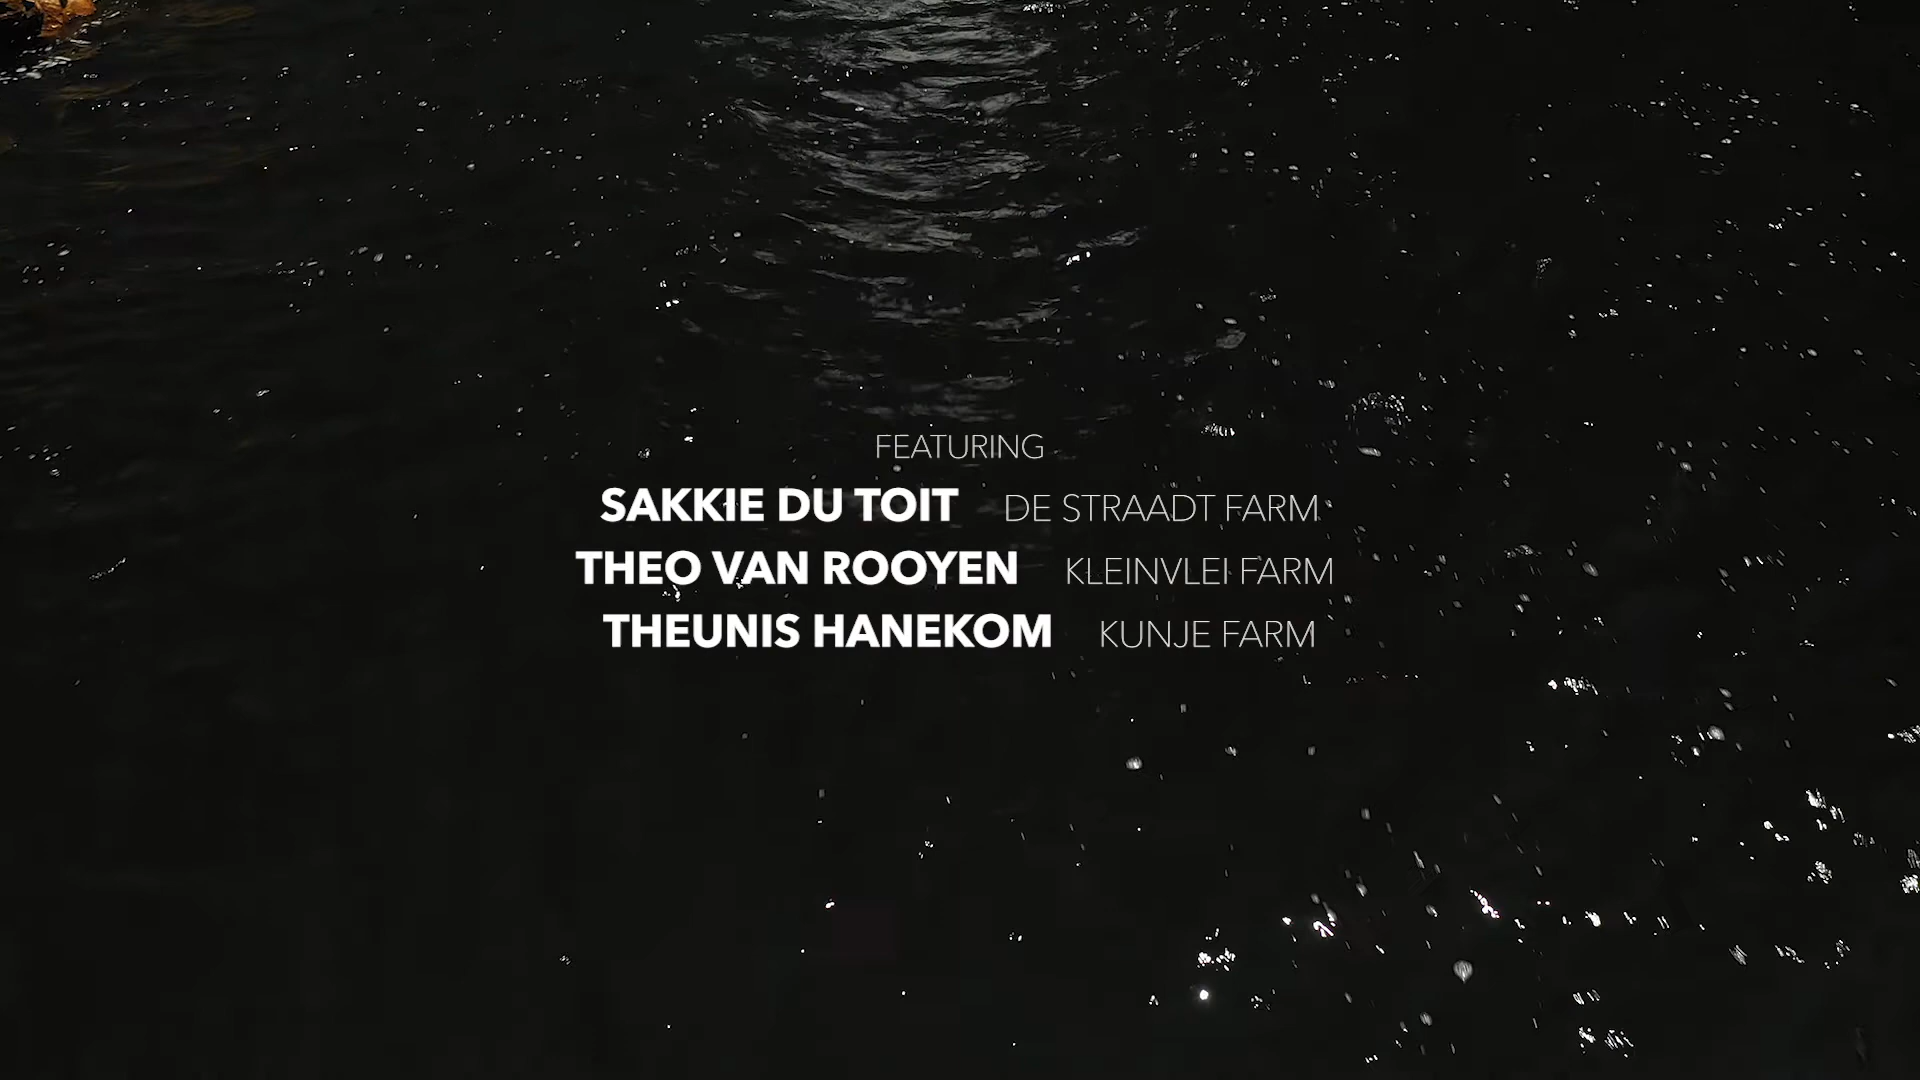 FEATURING
SAKKIE DU TOIT DE STRAADT FARM
THEO VAN ROOYEN KLEINVLEI FARM
THEUNIS HANEKOM KUNJE FARM